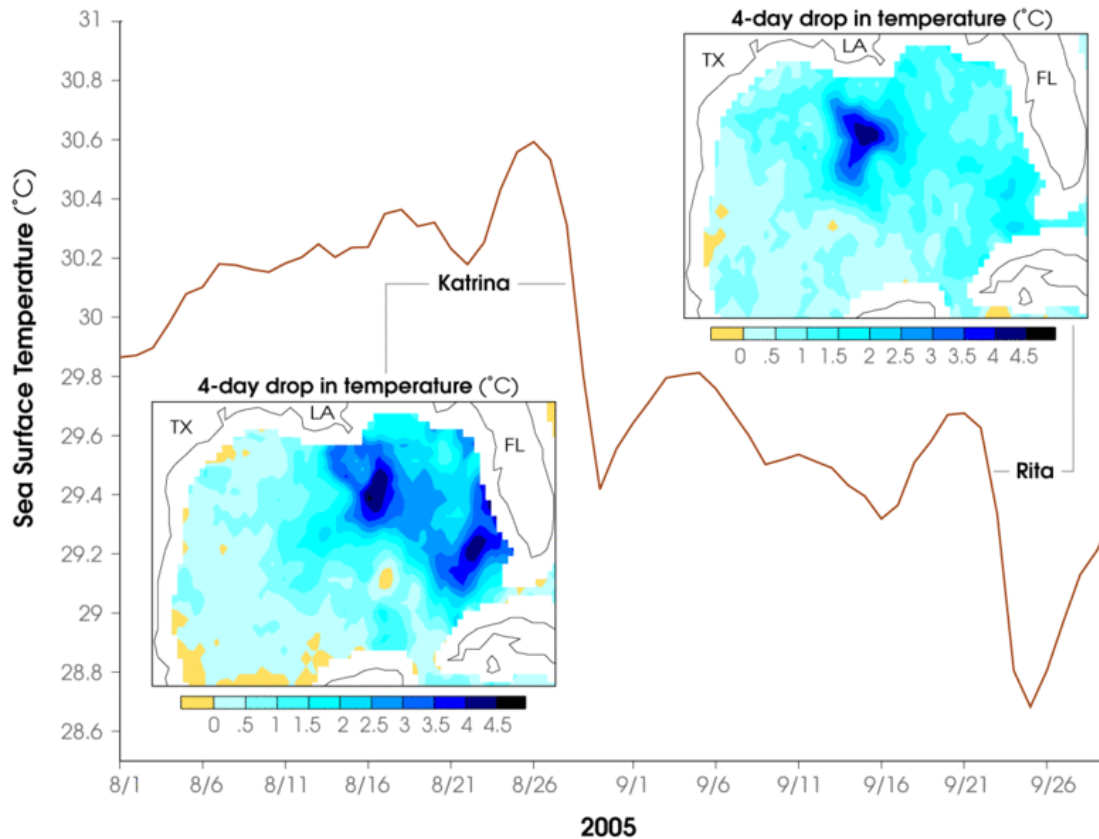 4-day drop in temperature (˚C)
TX
LA
FL
0 .5 1 1.5 2 2.5 3 3.5 4 4.5
Sea Surface Temperature (˚C)
31
30.8
30.6
30.4
30.2
30
29.8
29.6
29.4
29.2
29
28.8
28.6
Katrina
4-day drop in temperature (˚C)
TX
LA
FL
0 .5 1 1.5 2 2.5 3 3.5 4 4.5
Rita
8/1 8/6 8/11 8/16 8/21 8/26 9/1 9/6 9/11 9/16 9/21 9/26
2005